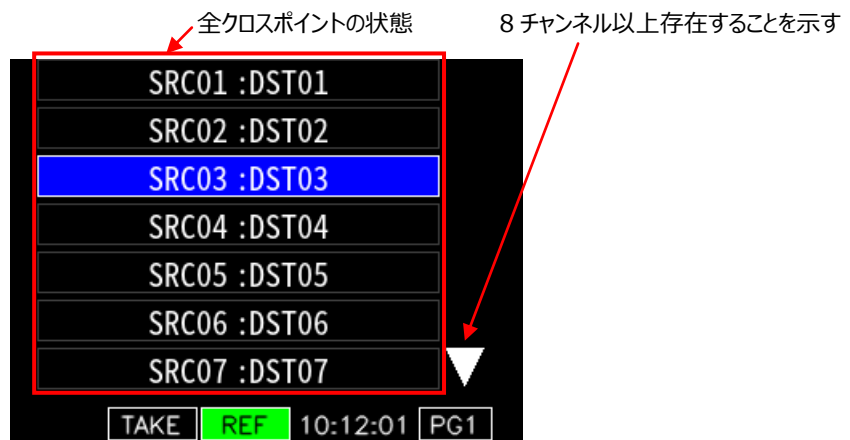 全クロスポイントの状態
8 チャンネル以上存在することを示す
SRC01 :DST01
SRC02 :DST02
SRC03 :DST03
SRC04 :DST04
SRC05 :DST05
SRC06 :DST06
SRC07 :DST07
TAKE REF 10:12:01 PG1